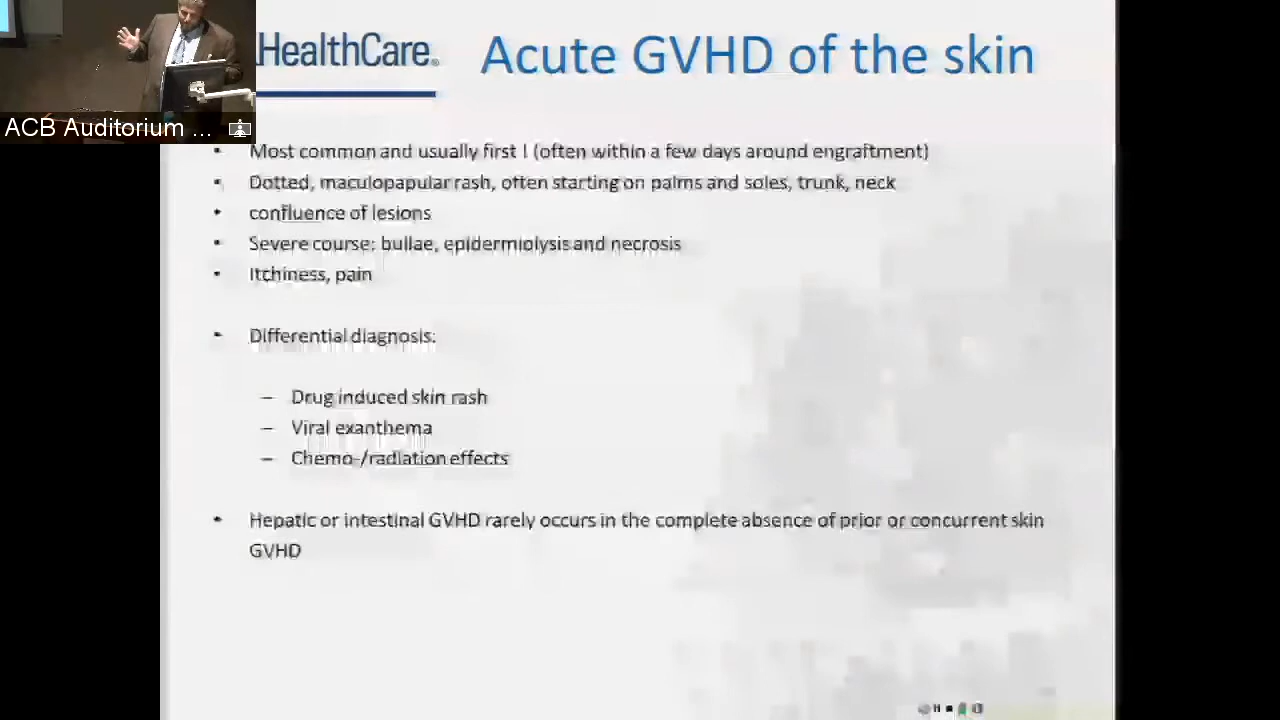 HealthCare®
Acute GVHD of the skin
ACB Auditorium ...
• Most common and usually first ! (often within a few days around engraftment)
• Dotted, maculopapular rash, often starting on palms and soles, trunk, neck
• confluence of lesions
• Severe course: bullae, epidermiolysis and necrosis
• Itchiness, pain
• Differential diagnosis:
– Drug induced skin rash
– Viral exanthema
– Chemo-/radiation effects
• Hepatic or intestinal GVHD rarely occurs in the complete absence of prior or concurrent skin
GVHD